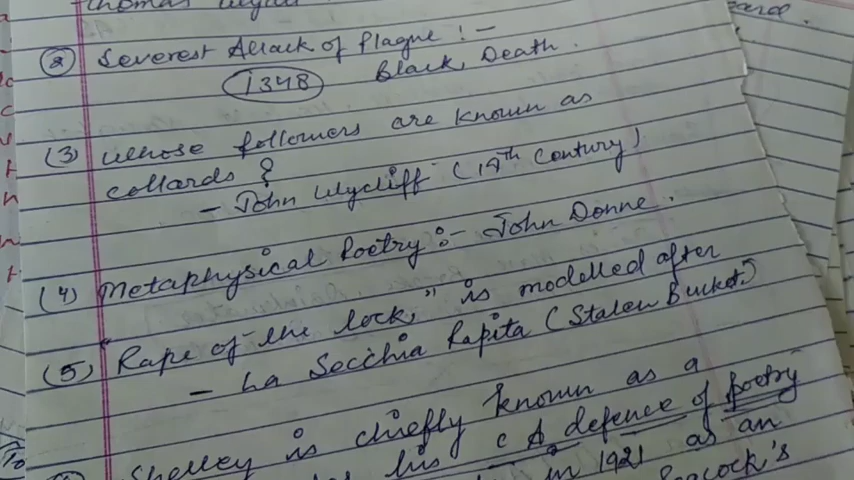 Thomas
(2) Severest Attack of Plague :-
1348 Black Death.
(3) Whose followers are known as
Collards ?
- John Wycliff (14th Century)
(4) Metaphysical Poetry :- John Donne.
(5) "Rape of the lock," is modelled after
- La Secchia Rapita (Stolen Bucket)
Shelley is chiefly known as a
his (A defence of poetry
in 1921 as an
Peacock's